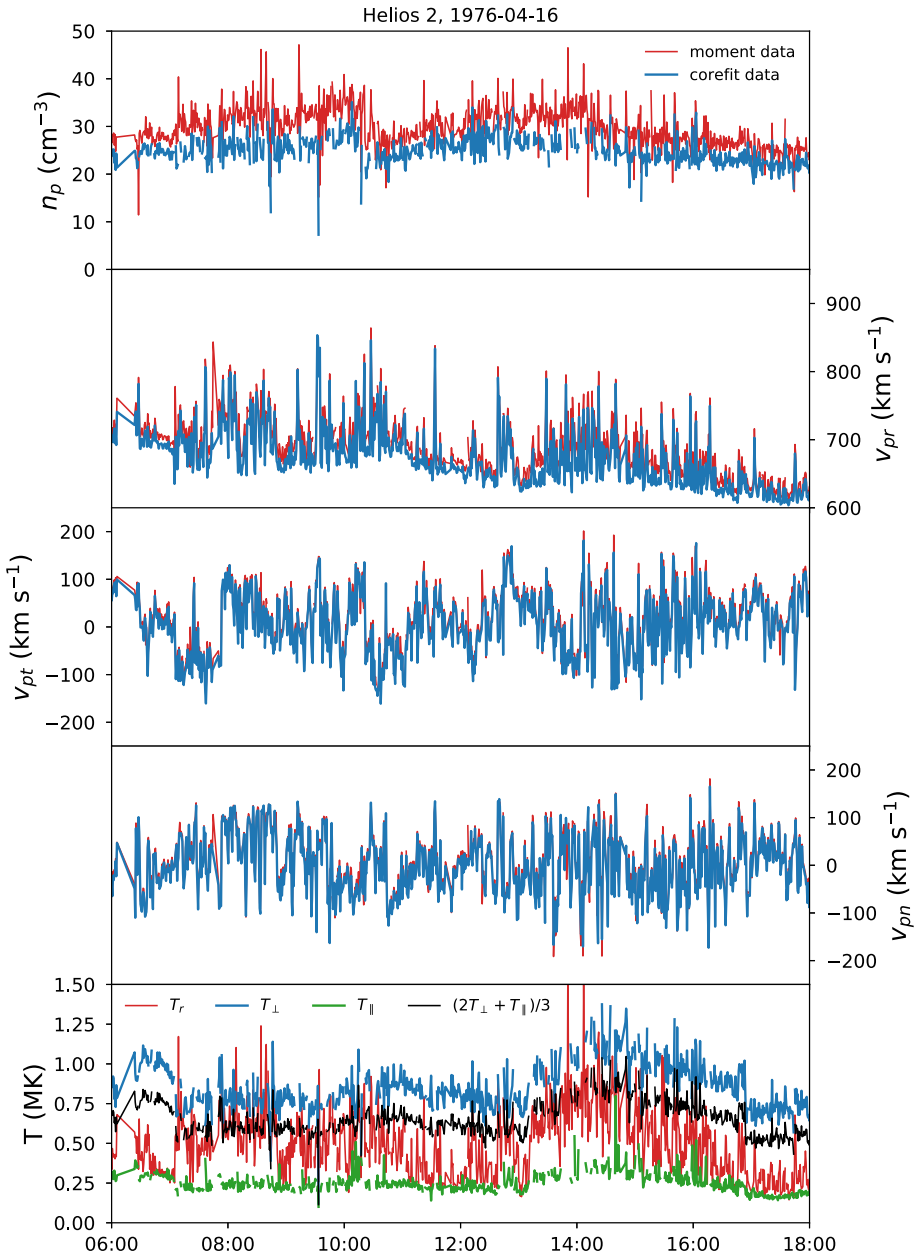 Helios 2, 1976-04-16
50
40
30
20
10
0
n_p (cm⁻³)
moment data
corefit data
900
800
700
600
v_pr (km s⁻¹)
200
100
0
−100
−200
v_pt (km s⁻¹)
200
100
0
−100
−200
v_pn (km s⁻¹)
1.50
1.25
1.00
0.75
0.50
0.25
0.00
T (MK)
T_r T_⊥ T_∥ (2T_⊥ + T_∥)/3
06:00 08:00 10:00 12:00 14:00 16:00 18:00